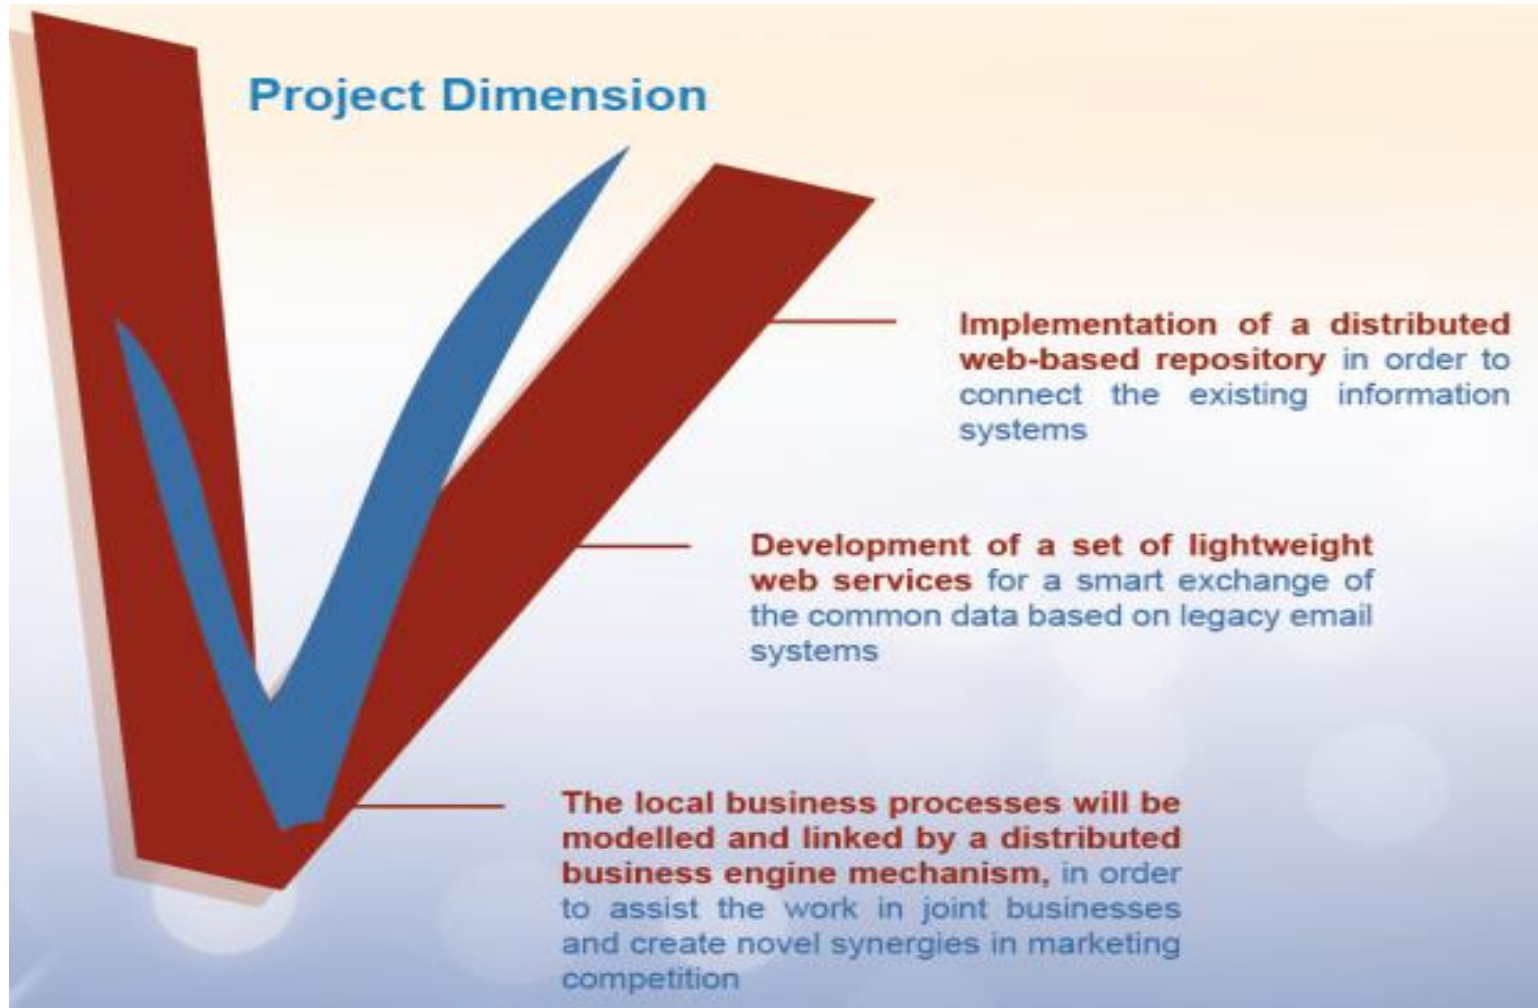 Project Dimension
Implementation of a distributed
web-based repository in order to
connect the existing information
systems
Development of a set of lightweight
web services for a smart exchange of
the common data based on legacy email
systems
The local business processes will be
modelled and linked by a distributed
business engine mechanism, in order
to assist the work in joint businesses
and create novel synergies in marketing
competition